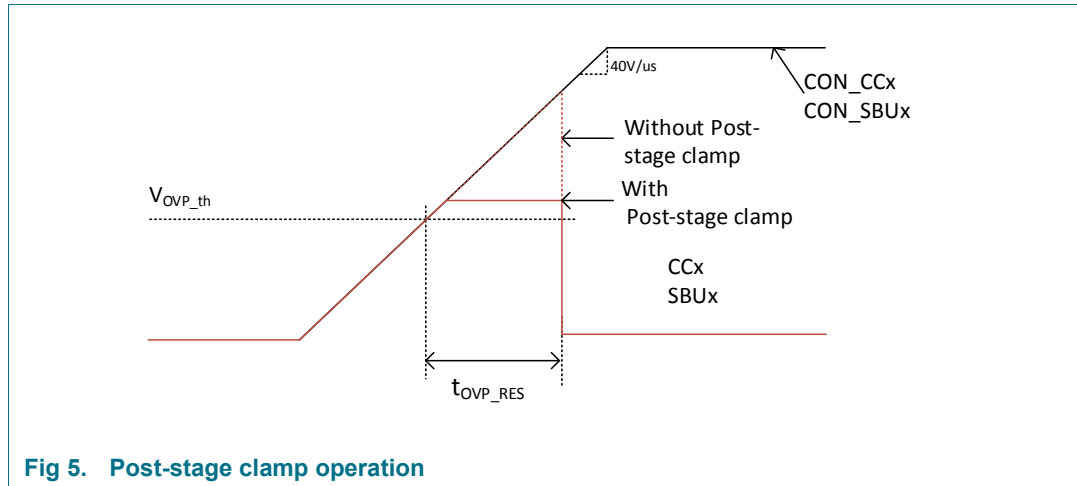 40V/us
CON_CCx
CON_SBUx
Without Post-
stage clamp
With
Post-stage clamp
VOVP_th
CCx
SBUx
tOVP_RES
Fig 5. Post-stage clamp operation